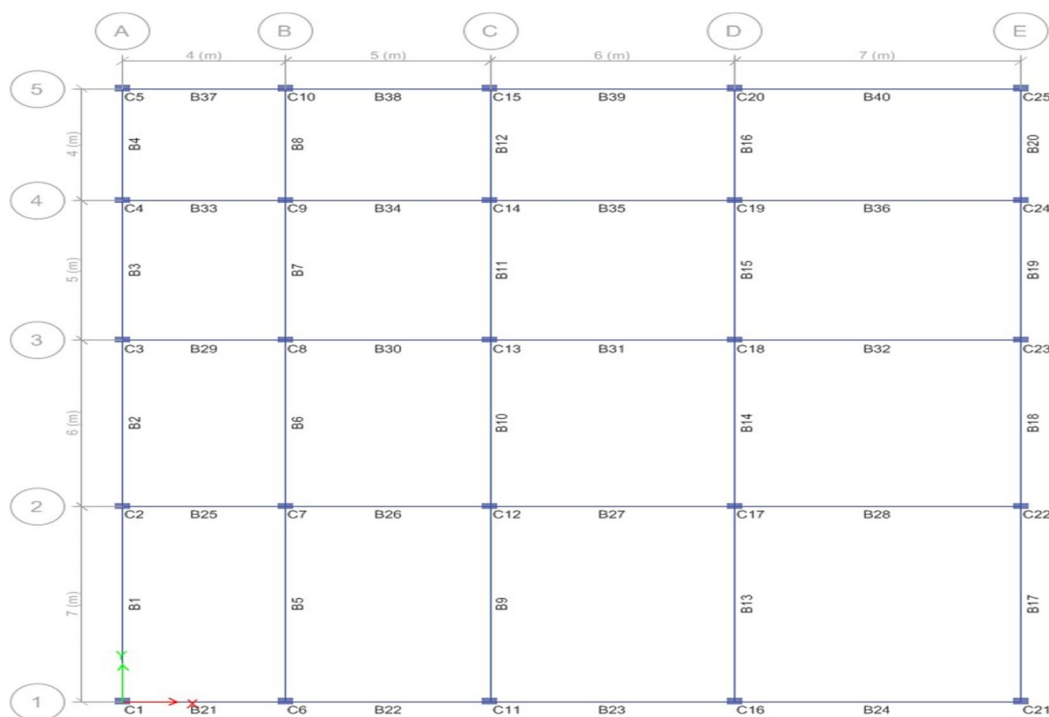 A B C D E
4 (m) 5 (m) 6 (m) 7 (m)
5
C5 B37 C10 B38 C15 B39 C20 B40 C25
4 (m) B4 B8 B12 B16 B20
4
C4 B33 C9 B34 C14 B35 C19 B36 C24
5 (m) B3 B7 B11 B15 B19
3
C3 B29 C8 B30 C13 B31 C18 B32 C23
6 (m) B2 B6 B10 B14 B18
2
C2 B25 C7 B26 C12 B27 C17 B28 C22
7 (m) B1 B5 B9 B13 B17
Y
1 X
C1 B21 C6 B22 C11 B23 C16 B24 C21